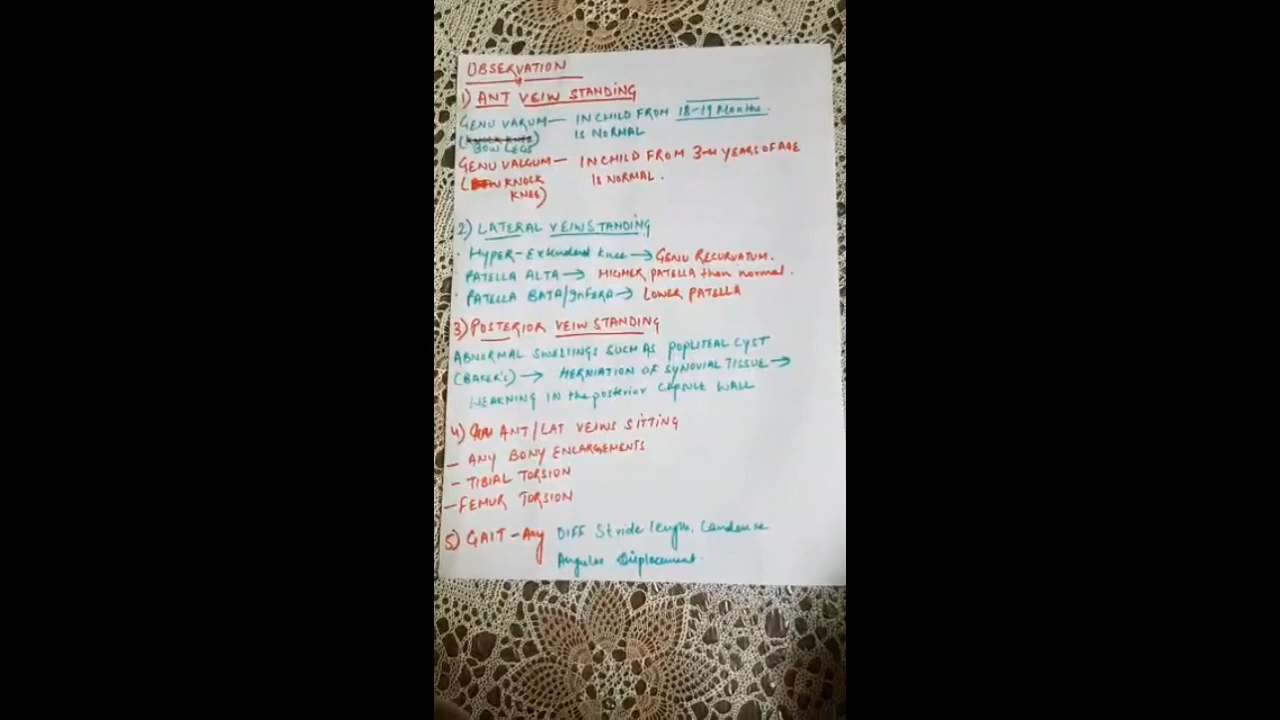 OBSERVATION
1) ANT VEIW STANDING
GENU VARUM — IN CHILD FROM 18-19 Months.
(BOW LEGS) IS NORMAL
GENU VALGUM — IN CHILD FROM 3-4 YEARS OF AGE
(KNOCK KNEE) IS NORMAL.
2) LATERAL VEIW STANDING
. HYPER-Extended knee → GENU RECURVATUM.
PATELLA ALTA → HIGHER PATELLA than normal.
. PATELLA BATA/INFERA → LOWER PATELLA
3) POSTERIOR VEIW STANDING
ABNORMAL SWELLINGS SUCH AS POPLITEAL CYST
(BAKER'S) → HERNIATION OF SYNOVIAL TISSUE →
WEAKNING IN the posterior CAPSULE WALL
4) ANT/LAT VEIWS SITTING
- ANY BONY ENLARGEMENTS
- TIBIAL TORSION
- FEMUR TORSION
5) GAIT - Any DIFF Stride length,
Angular Displacement.